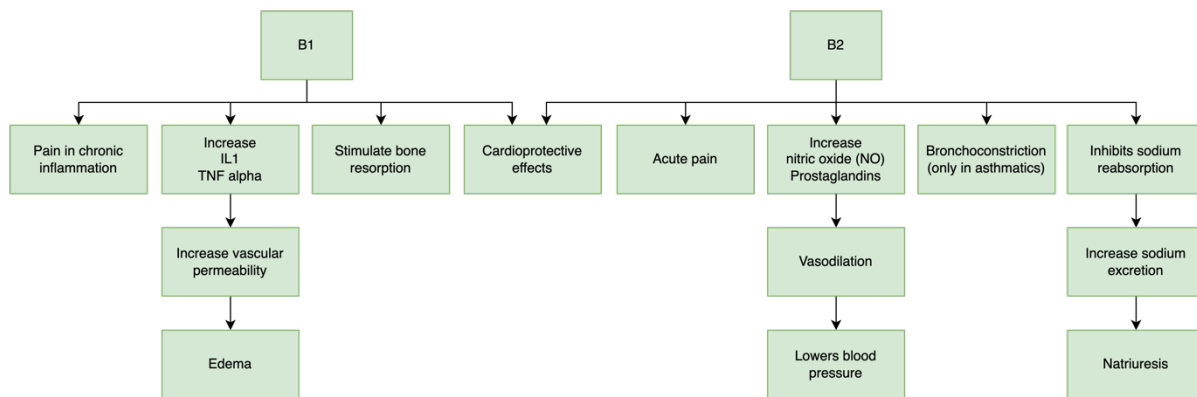 B1
B2
Pain in chronic
inflammation
Increase
IL1
TNF alpha
Stimulate bone
resorption
Cardioprotective
effects
Acute pain
Increase
nitric oxide (NO)
Prostaglandins
Bronchoconstriction
(only in asthmatics)
Inhibits sodium
reabsorption
Increase vascular
permeability
Vasodilation
Increase sodium
excretion
Edema
Lowers blood
pressure
Natriuresis